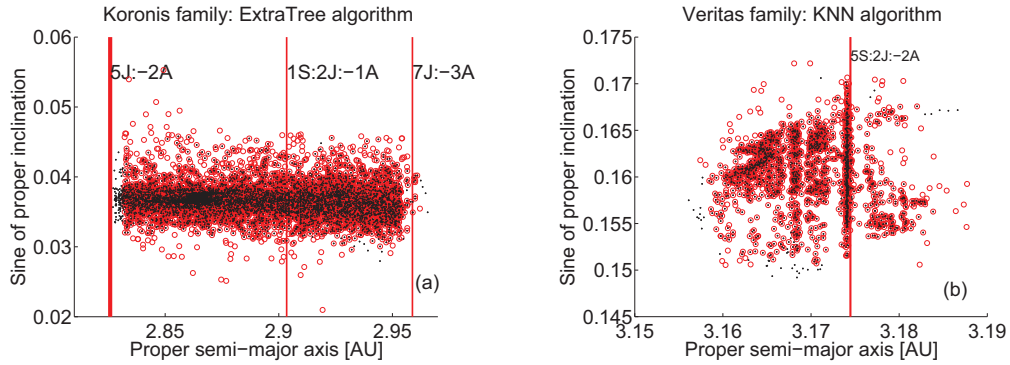 Koronis family: ExtraTree algorithm
0.06
0.05
0.04
0.03
0.02
Sine of proper inclination
5J:−2A
1S:2J:−1A
7J:−3A
(a)
2.85
2.9
2.95
Proper semi−major axis [AU]
Veritas family: KNN algorithm
0.175
0.17
0.165
0.16
0.155
0.15
0.145
Sine of proper inclination
5S:2J:−2A
(b)
3.15
3.16
3.17
3.18
3.19
Proper semi−major axis [AU]